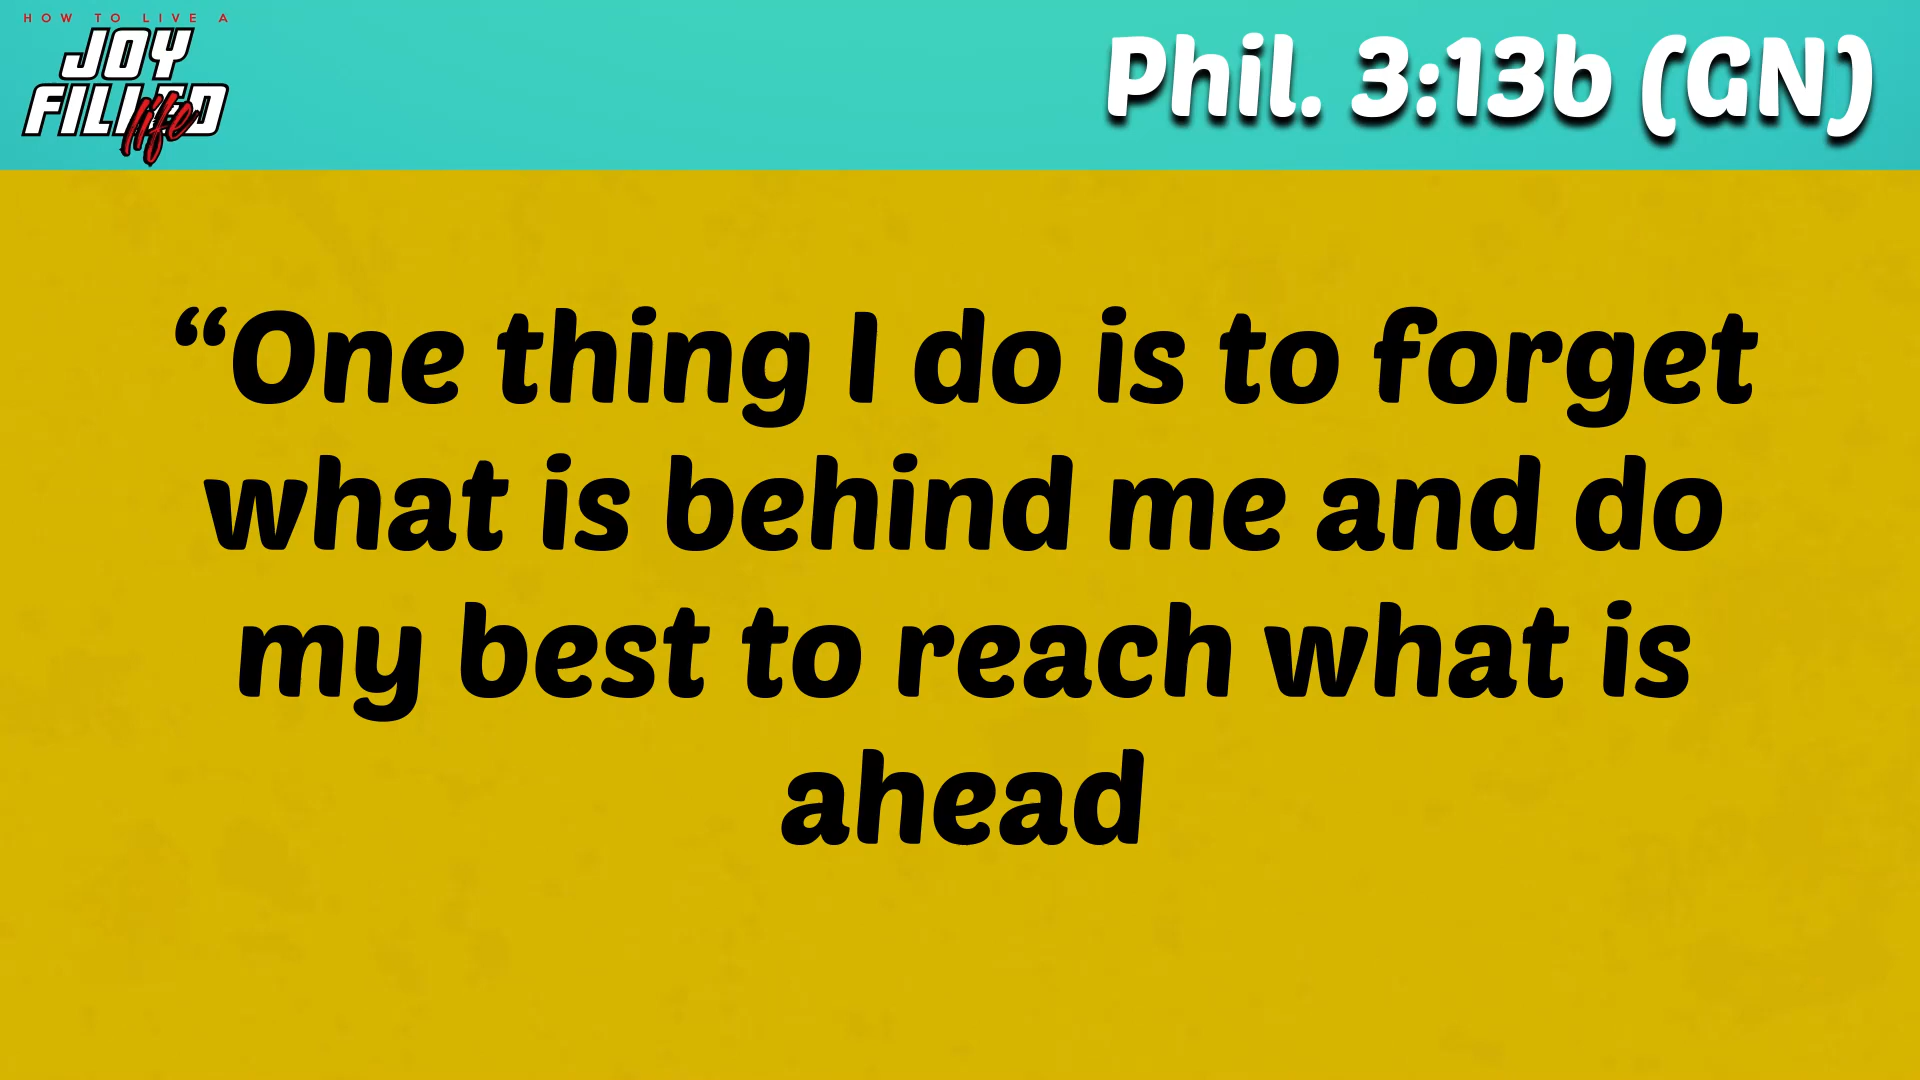 HOW TO LIVE A
JOY
FILLED
life
Phil. 3:13b (GN)
“One thing I do is to forget
what is behind me and do
my best to reach what is
ahead